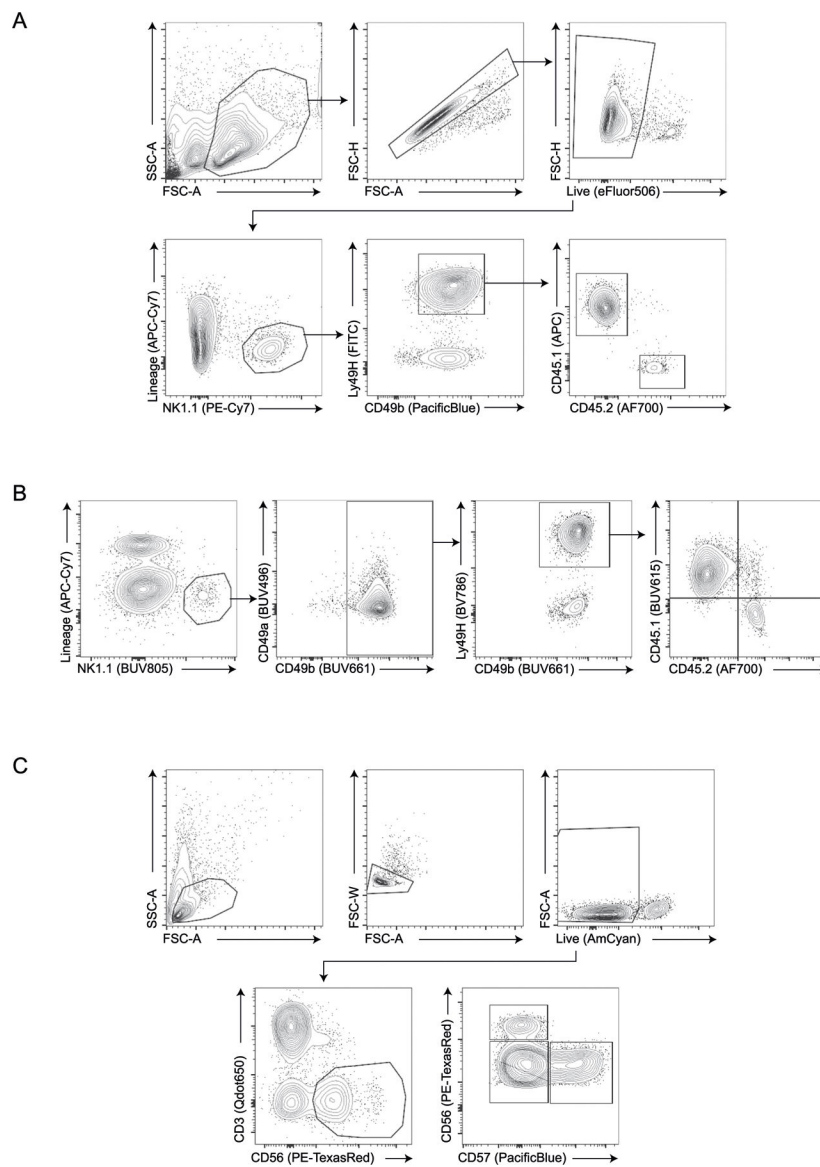 A
SSC-A
FSC-A
FSC-H
FSC-A
FSC-H
Live (eFluor506)
Lineage (APC-Cy7)
NK1.1 (PE-Cy7)
Ly49H (FITC)
CD49b (PacificBlue)
CD45.1 (APC)
CD45.2 (AF700)
B
Lineage (APC-Cy7)
NK1.1 (BUV805)
CD49a (BUV496)
CD49b (BUV661)
Ly49H (BV786)
CD49b (BUV661)
CD45.1 (BUV615)
CD45.2 (AF700)
C
SSC-A
FSC-A
FSC-W
FSC-A
FSC-A
Live (AmCyan)
CD3 (Qdot650)
CD56 (PE-TexasRed)
CD56 (PE-TexasRed)
CD57 (PacificBlue)